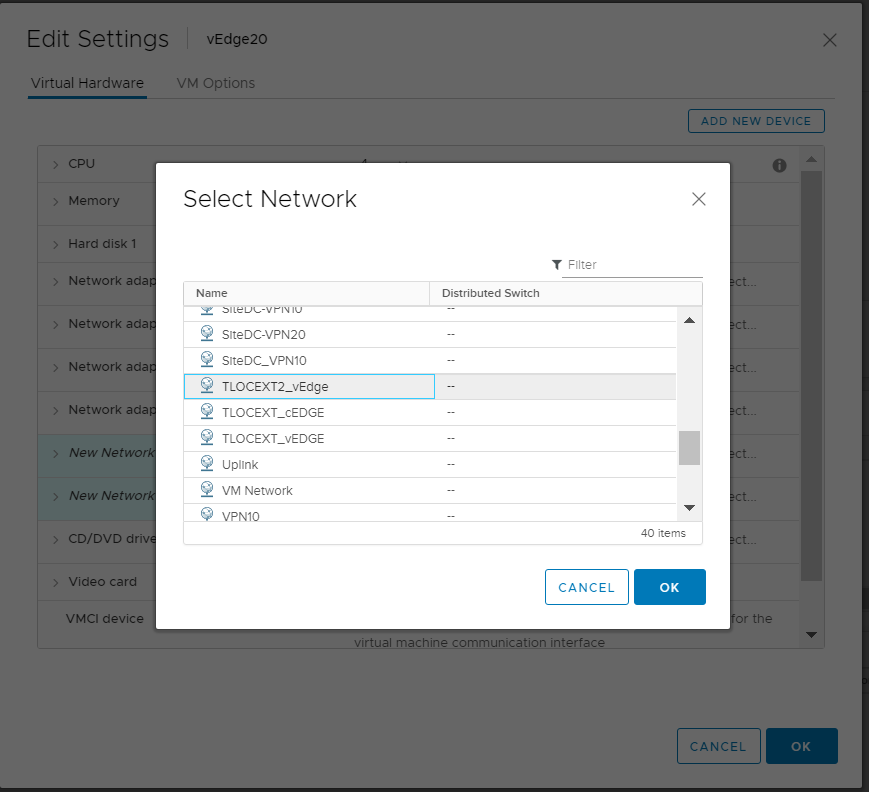 Edit Settings vEdge20
Virtual Hardware VM Options
ADD NEW DEVICE
CPU
Memory
Hard disk 1
Network adap
ect...
Network adap
ect...
Network adap
ect...
Network adap
ect...
New Network
ect...
New Network
ect...
CD/DVD drive
ect...
Video card
VMCI device
for the
virtual machine communication interface
Select Network
Filter
Name Distributed Switch
SiteDC-VPN10 --
SiteDC-VPN20 --
SiteDC_VPN10 --
TLOCEXT2_vEdge --
TLOCEXT_cEDGE --
TLOCEXT_vEDGE --
Uplink --
VM Network --
VPN10 --
40 items
CANCEL OK
CANCEL OK